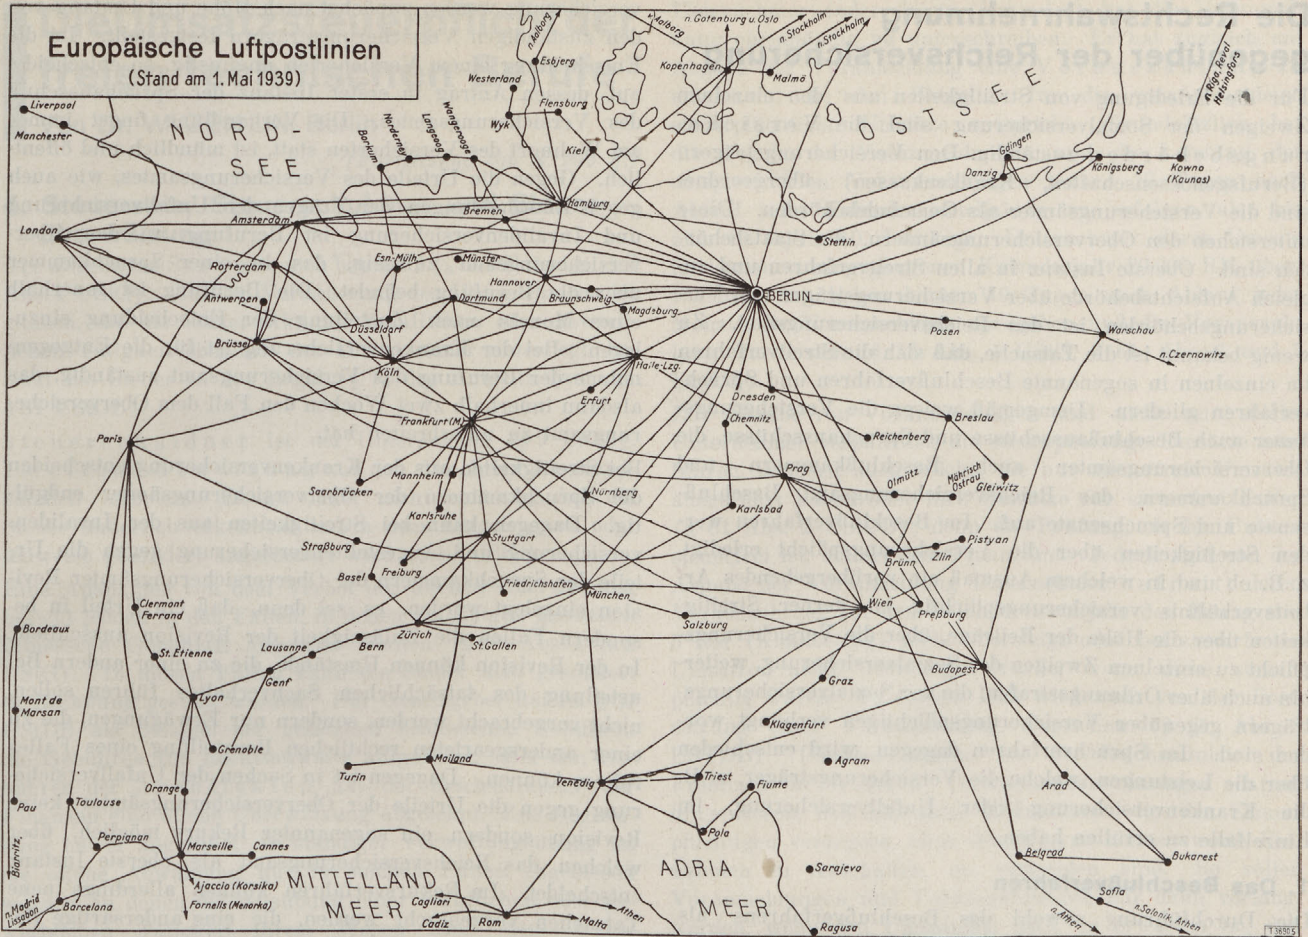 Europäische Luftpostlinien
(Stand am 1. Mai 1939)
n. Aalborg
n. Aalborg
n. Gotenburg u. Oslo
n. Stockholm
n. Stockholm
n. Riga, Reval
Helsingfors
Esbjerg
Kopenhagen
Malmö
Westerland
Flensburg
Wyk
Kiel
Liverpool
Manchester
NORD-
SEE
OSTSEE
Borkum
Norderney
Langeoog
Wangeroog
Gdingen
Danzig
Königsberg
Kowno
(Kaunas)
London
Amsterdam
Bremen
Hamburg
Stettin
Rotterdam
Esn.-Mülh.
Münster
Hannover
Braunschweig
BERLIN
Antwerpen
Dortmund
Magdeburg
Düsseldorf
Posen
Warschau
Brüssel
Köln
Halle-Lzg.
n. Czernowitz
Erfurt
Dresden
Chemnitz
Breslau
Frankfurt (M)
Reichenberg
Paris
Prag
Mährisch
Ostrau
Saarbrücken
Mannheim
Nürnberg
Olmütz
Gleiwitz
Karlsruhe
Karlsbad
Straßburg
Stuttgart
Pistyan
Zlin
Brünn
Basel
Freiburg
Friedrichshafen
München
Wien
Preßburg
Clermont
Ferrand
Salzburg
Bordeaux
Zürich
St. Gallen
Lausanne
Bern
St. Etienne
Genf
Budapest
Graz
Lyon
Mont de
Marsan
Klagenfurt
Grenoble
Mailand
Agram
Turin
Venedig
Triest
Fiume
Arad
Orange
Pau
Toulouse
Pola
Perpignan
Marseille
Cannes
Belgrad
Bukarest
Biarritz
ADRIA
MEER
Sarajevo
MITTELLÄND.
MEER
Ajaccio (Korsika)
Fornells (Menorka)
Sofia
n. Madrid
Lissabon
Barcelona
Cagliari
Cadiz
Rom
Malta
Athen
Ragusa
n. Athen
n. Salonik, Athen
T 3690 S